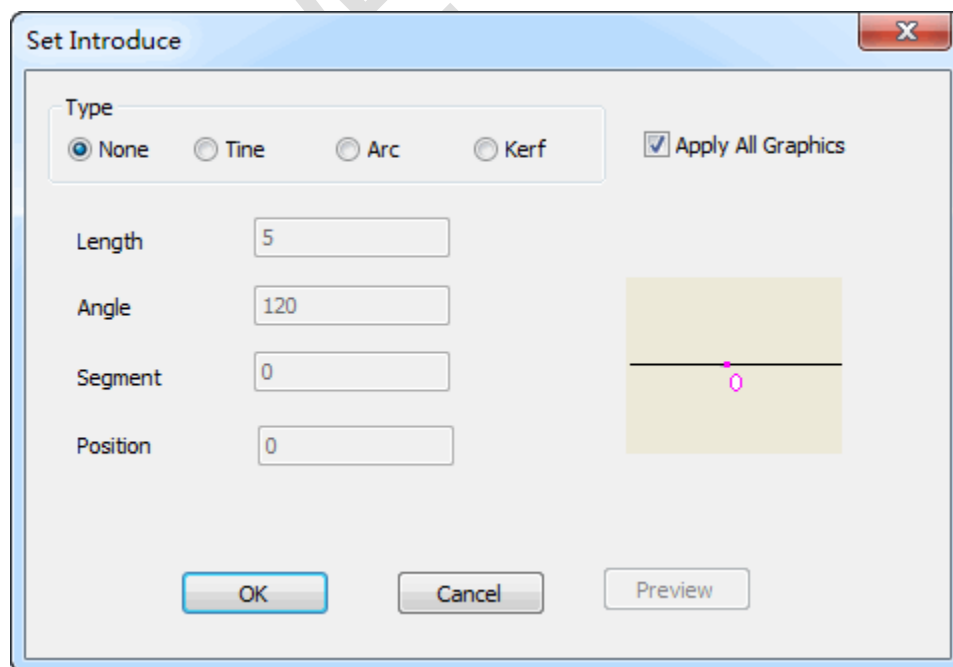 Set Introduce
Type
None Tine Arc Kerf
Apply All Graphics
Length 5
Angle 120
Segment 0
Position 0
0
OK Cancel Preview